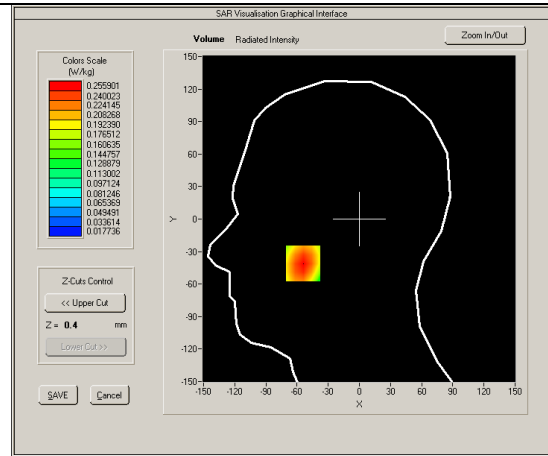 SAR Visualisation Graphical Interface
Volume Radiated Intensity
Zoom In/Out
Colors Scale
(W/kg)
0.255901
0.240023
0.224145
0.208268
0.192390
0.176512
0.160635
0.144757
0.128879
0.113002
0.097124
0.081246
0.065369
0.049491
0.033614
0.017736
Z-Cuts Control
<< Upper Cut
Z = 0.4 mm
Lower Cut >>
SAVE Cancel
150
120
90
60
30
0
-30
-60
-90
-120
-150
Y
-150 -120 -90 -60 -30 0 30 60 90 120 150
X